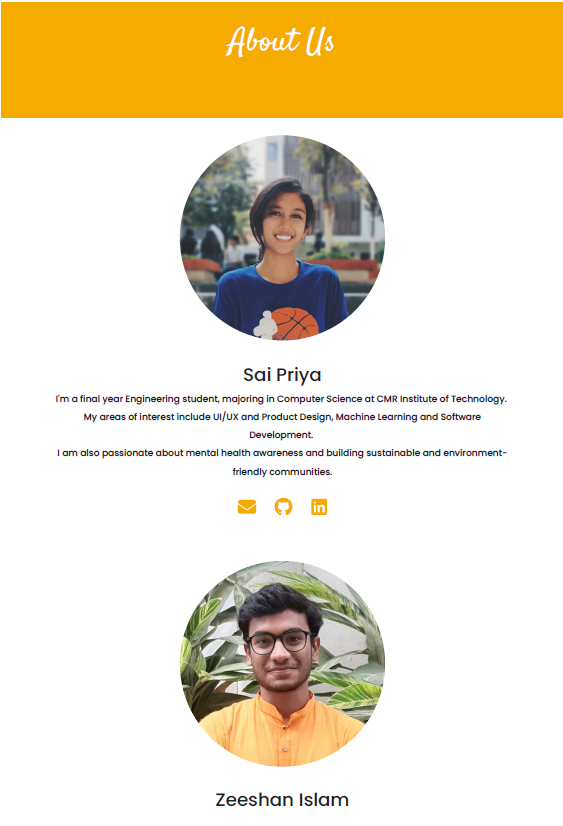 About Us
Sai Priya
I'm a final year Engineering student, majoring in Computer Science at CMR Institute of Technology.
My areas of interest include UI/UX and Product Design, Machine Learning and Software
Development.
I am also passionate about mental health awareness and building sustainable and environment-
friendly communities.
Zeeshan Islam